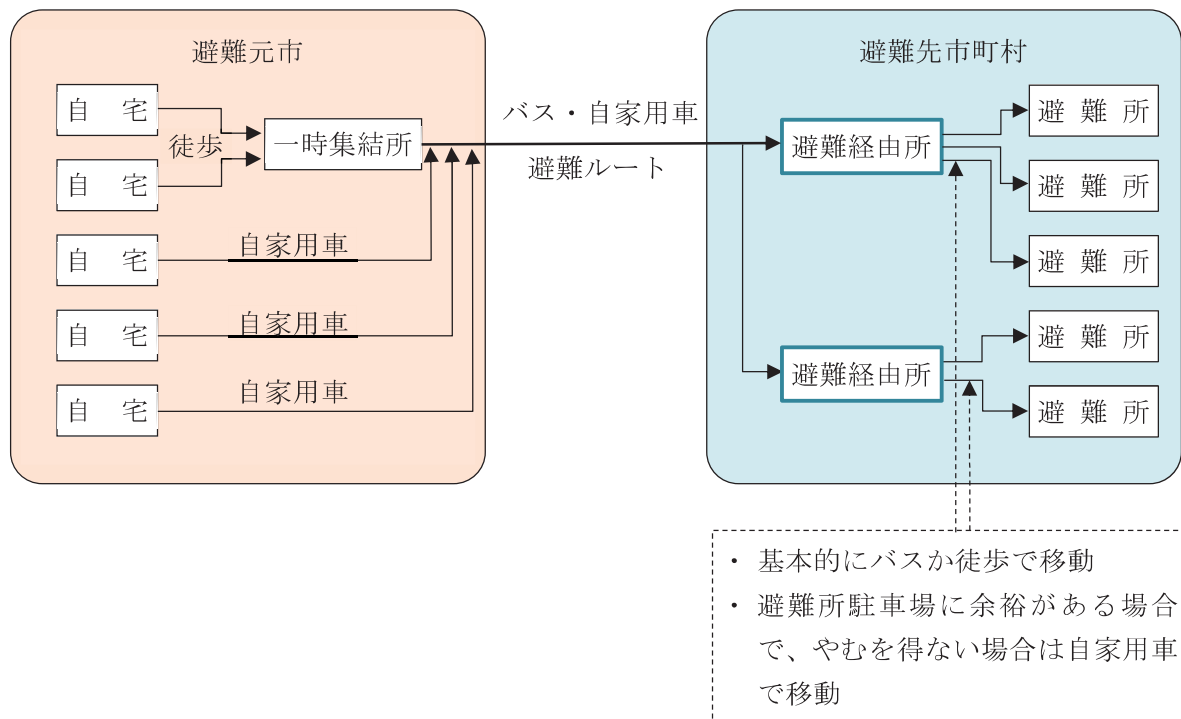 避難元市
自　宅
徒歩
一時集結所
自　宅
自　宅
自家用車
自　宅
自家用車
自　宅
自家用車
バス・自家用車
避難ルート
避難先市町村
避難経由所
避難所
避難所
避難所
避難経由所
避難所
避難所
・ 基本的にバスか徒歩で移動
・ 避難所駐車場に余裕がある場合
で、やむを得ない場合は自家用車
で移動